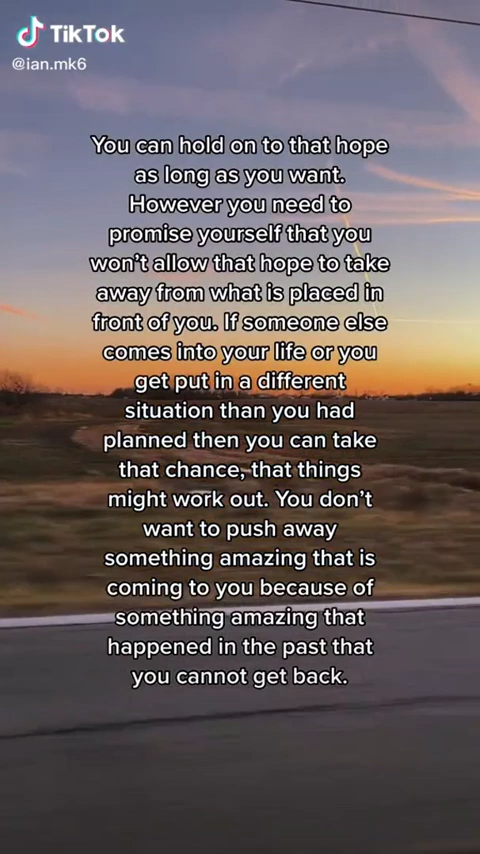 TikTok
@ian.mk6
You can hold on to that hope
as long as you want.
However you need to
promise yourself that you
won't allow that hope to take
away from what is placed in
front of you. If someone else
comes into your life or you
get put in a different
situation than you had
planned then you can take
that chance, that things
might work out. You don't
want to push away
something amazing that is
coming to you because of
something amazing that
happened in the past that
you cannot get back.